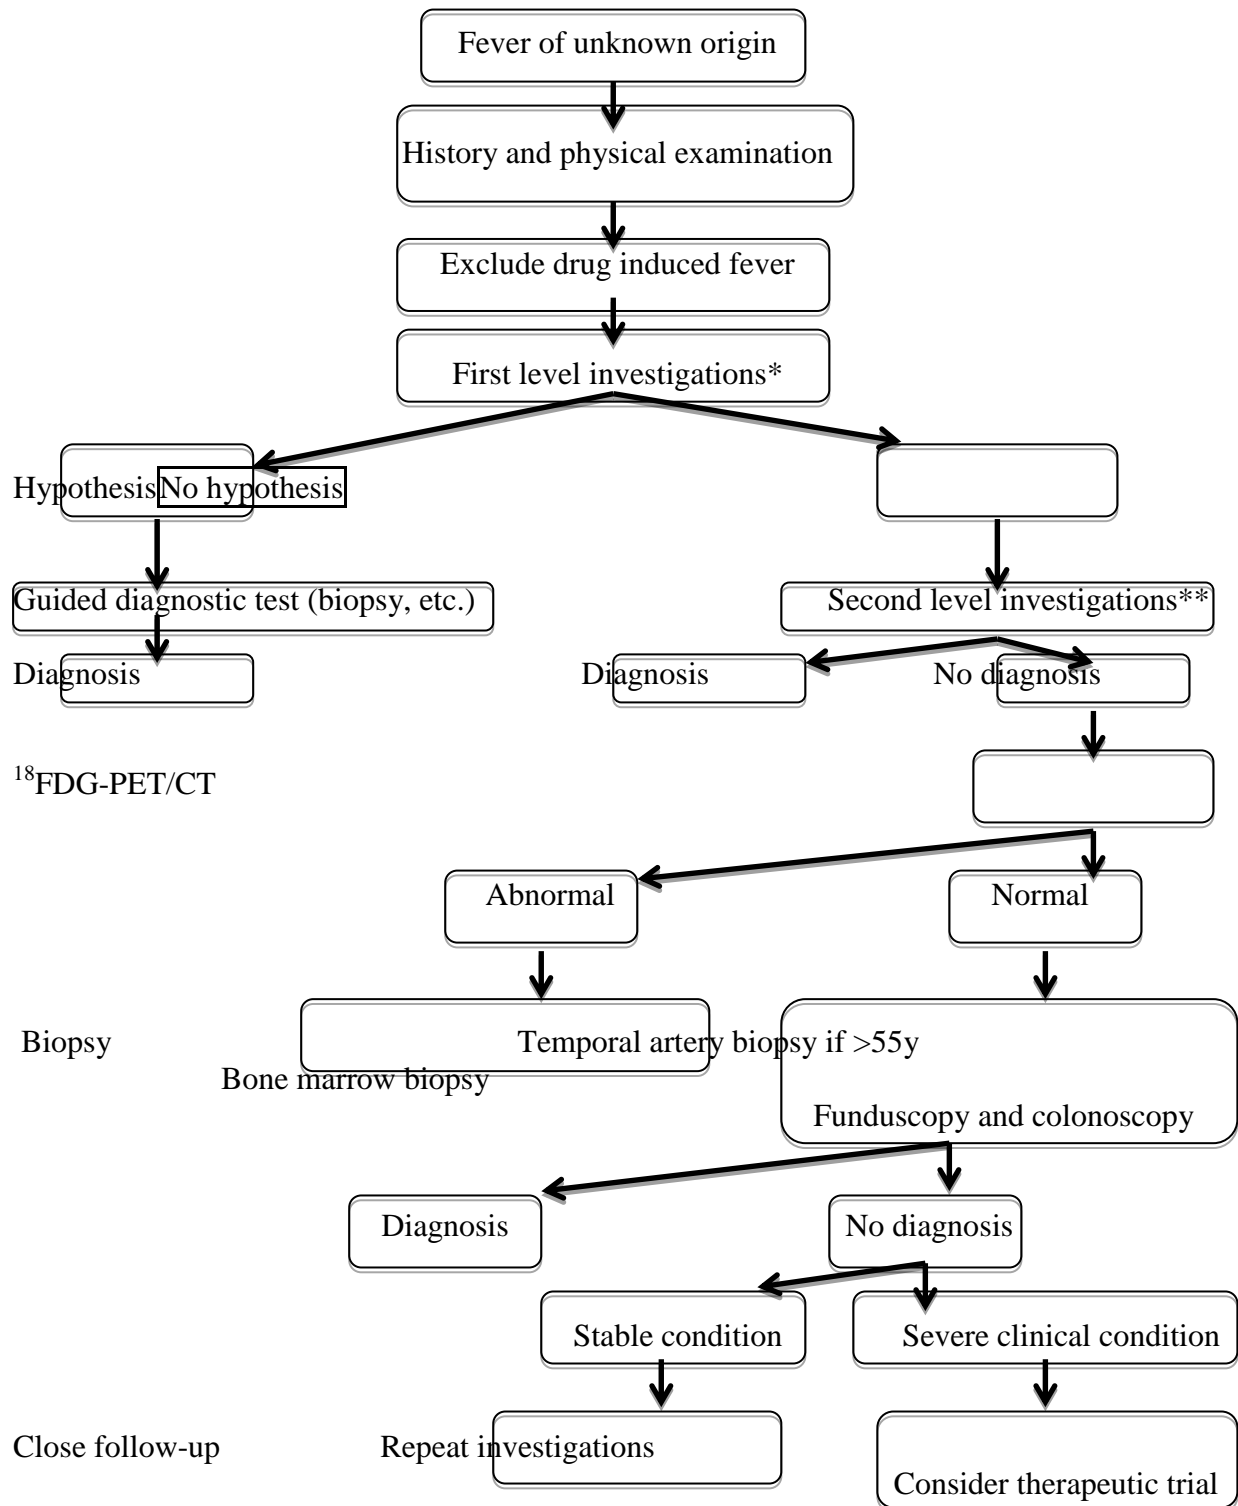 Fever of unknown origin
History and physical examination
Exclude drug induced fever
First level investigations*
Hypothesis No hypothesis
Guided diagnostic test (biopsy, etc.) Second level investigations**
Diagnosis Diagnosis No diagnosis
18FDG-PET/CT
Abnormal Normal
Biopsy Temporal artery biopsy if >55y
Bone marrow biopsy
Funduscopy and colonoscopy
Diagnosis No diagnosis
Stable condition Severe clinical condition
Close follow-up Repeat investigations
Consider therapeutic trial